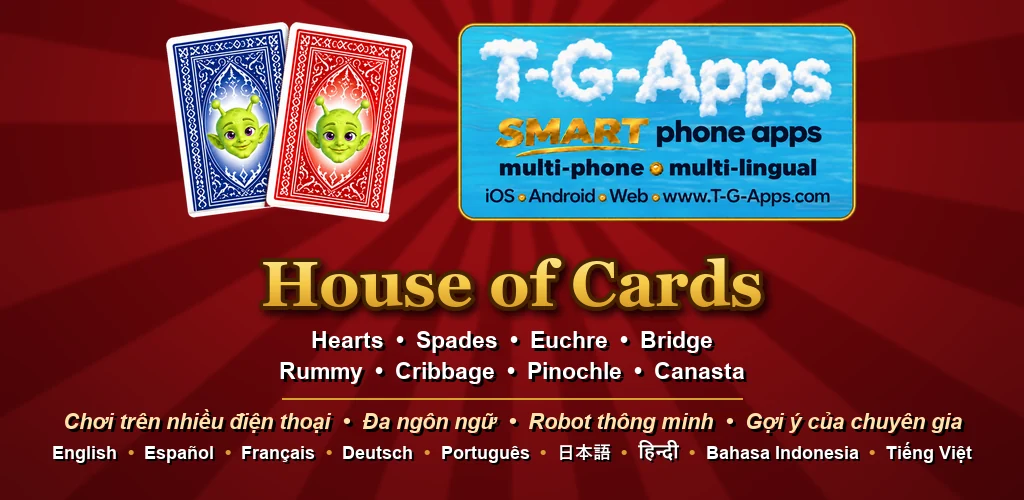 T-G-Apps
SMART phone apps
multi-phone • multi-lingual
iOS • Android • Web • www.T-G-Apps.com
House of Cards
Hearts • Spades • Euchre • Bridge
Rummy • Cribbage • Pinochle • Canasta
Chơi trên nhiều điện thoại • Đa ngôn ngữ • Robot thông minh • Gợi ý của chuyên gia
English • Español • Français • Deutsch • Português • 日本語 • हिन्दी • Bahasa Indonesia • Tiếng Việt